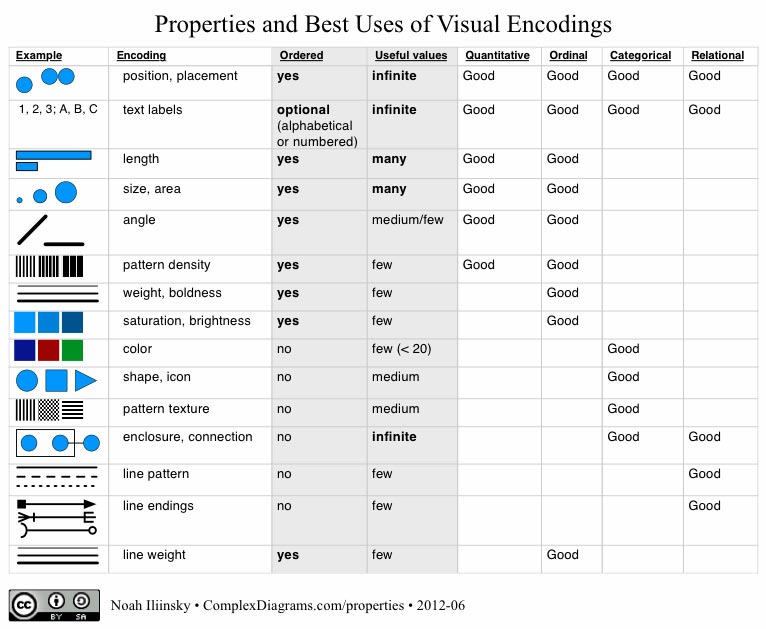 Properties and Best Uses of Visual Encodings
Example Encoding Ordered Useful values Quantitative Ordinal Categorical Relational
position, placement yes infinite Good Good Good Good
1, 2, 3; A, B, C text labels optional infinite Good Good Good Good
(alphabetical
or numbered)
length yes many Good Good
size, area yes many Good Good
angle yes medium/few Good Good
pattern density yes few Good Good
weight, boldness yes few Good
saturation, brightness yes few Good
color no few (< 20) Good
shape, icon no medium Good
pattern texture no medium Good
enclosure, connection no infinite Good Good
line pattern no few Good
line endings no few Good
line weight yes few Good
cc BY SA Noah Iliinsky • ComplexDiagrams.com/properties • 2012-06